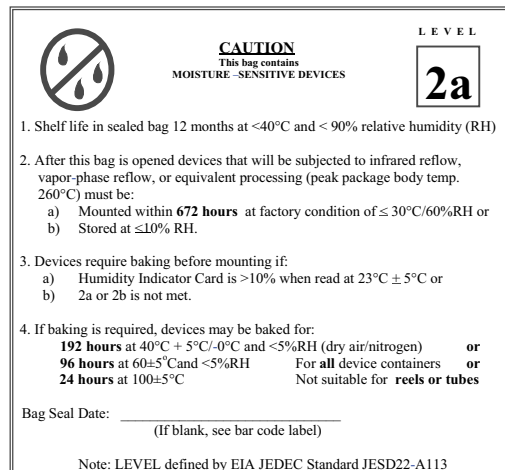 LEVEL
CAUTION
This bag contains
MOISTURE –SENSITIVE DEVICES
2a
1. Shelf life in sealed bag 12 months at <40°C and < 90% relative humidity (RH)
2. After this bag is opened devices that will be subjected to infrared reflow,
vapor-phase reflow, or equivalent processing (peak package body temp.
260°C) must be:
a) Mounted within 672 hours at factory condition of ≤ 30°C/60%RH or
b) Stored at ≤10% RH.
3. Devices require baking before mounting if:
a) Humidity Indicator Card is >10% when read at 23°C ± 5°C or
b) 2a or 2b is not met.
4. If baking is required, devices may be baked for:
192 hours at 40°C + 5°C/-0°C and <5%RH (dry air/nitrogen) or
96 hours at 60±5°Cand <5%RH For all device containers or
24 hours at 100±5°C Not suitable for reels or tubes
Bag Seal Date: ______________________________
(If blank, see bar code label)
Note: LEVEL defined by EIA JEDEC Standard JESD22-A113